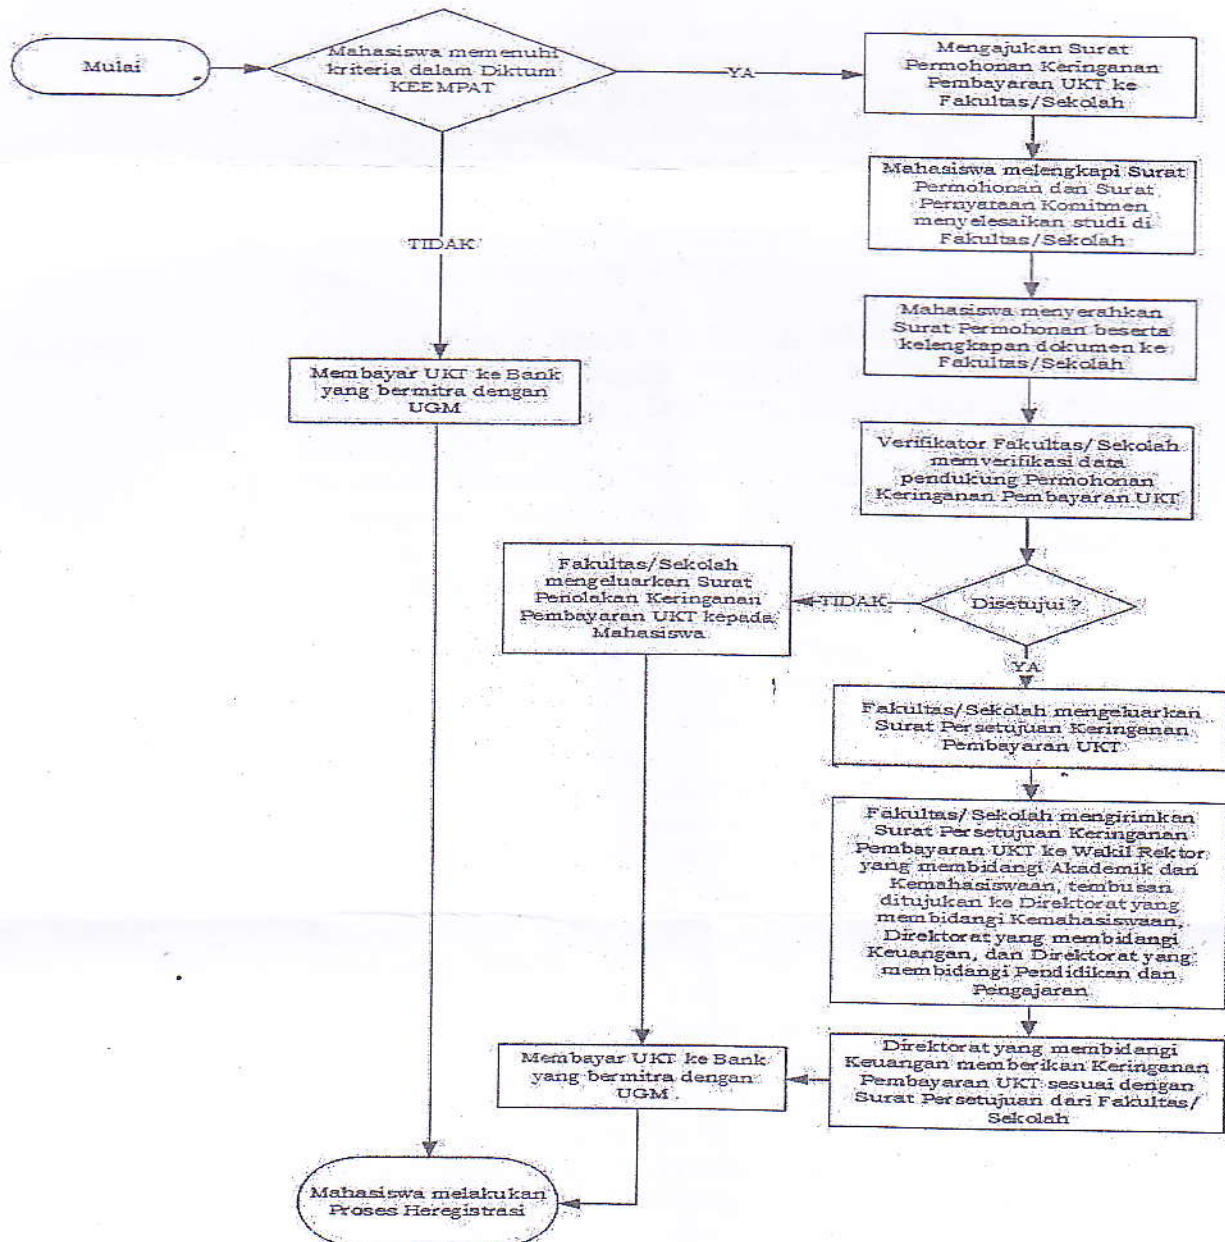 Mulai
Mahasiswa memenuhi
kriteria dalam Diktum
KEEMPAT
YA
Mengajukan Surat
Permohonan Keringanan
Pembayaran UKT ke
Fakultas/Sekolah
Mahasiswa melengkapi Surat
Permohonan dan Surat
Pernyataan Komitmen
menyelesaikan studi di
Fakultas/Sekolah
TIDAK
Mahasiswa menyerahkan
Surat Permohonan beserta
kelengkapan dokumen ke
Fakultas/Sekolah
Membayar UKT ke Bank
yang bermitra dengan
UGM
Verifikator Fakultas/Sekolah
memverifikasi data
pendukung Permohonan
Keringanan Pembayaran UKT
Disetujui ?
TIDAK
Fakultas/Sekolah
mengeluarkan Surat
Penolakan Keringanan
Pembayaran UKT kepada
Mahasiswa
YA
Fakultas/Sekolah mengeluarkan
Surat Persetujuan Keringanan
Pembayaran UKT
Fakultas/Sekolah mengirimkan
Surat Persetujuan Keringanan
Pembayaran UKT ke Wakil Rektor
yang membidangi Akademik dan
Kemahasiswaan, tembusan
ditujukan ke Direktorat yang
membidangi Kemahasiswaan,
Direktorat yang membidangi
Keuangan, dan Direktorat yang
membidangi Pendidikan dan
Pengajaran
Direktorat yang membidangi
Keuangan memberikan Keringanan
Pembayaran UKT sesuai dengan
Surat Persetujuan dari Fakultas/
Sekolah
Membayar UKT ke Bank
yang bermitra dengan
UGM
Mahasiswa melakukan
Proses Heregistrasi